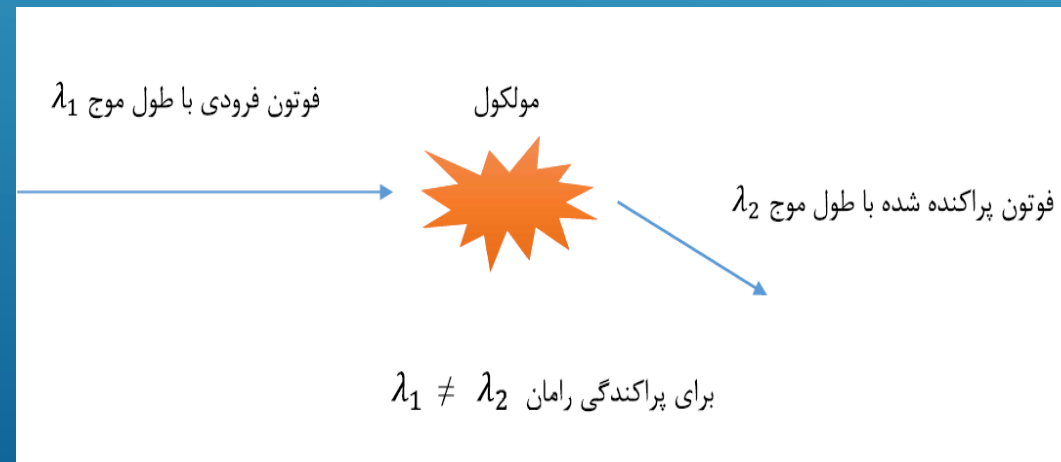 فوتون فرودی با طول موج λ1
مولکول
فوتون پراکنده شده با طول موج λ2
برای پراکندگی رامان λ1 ≠ λ2